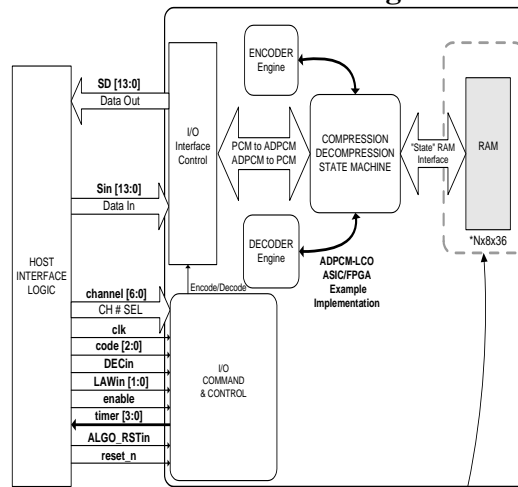 HOST
INTERFACE
LOGIC
SD [13:0]
Data Out
Sin [13:0]
Data In
channel [6:0]
CH # SEL
clk
code [2:0]
DECin
LAWin [1:0]
enable
timer [3:0]
ALGO_RSTin
reset_n
I/O
Interface
Control
Encode/Decode
I/O
COMMAND
& CONTROL
ENCODER
Engine
PCM to ADPCM
ADPCM to PCM
DECODER
Engine
COMPRESSION
DECOMPRESSION
STATE MACHINE
ADPCM-LCO
ASIC/FPGA
Example
Implementation
"State" RAM
Interface
RAM
*Nx8x36